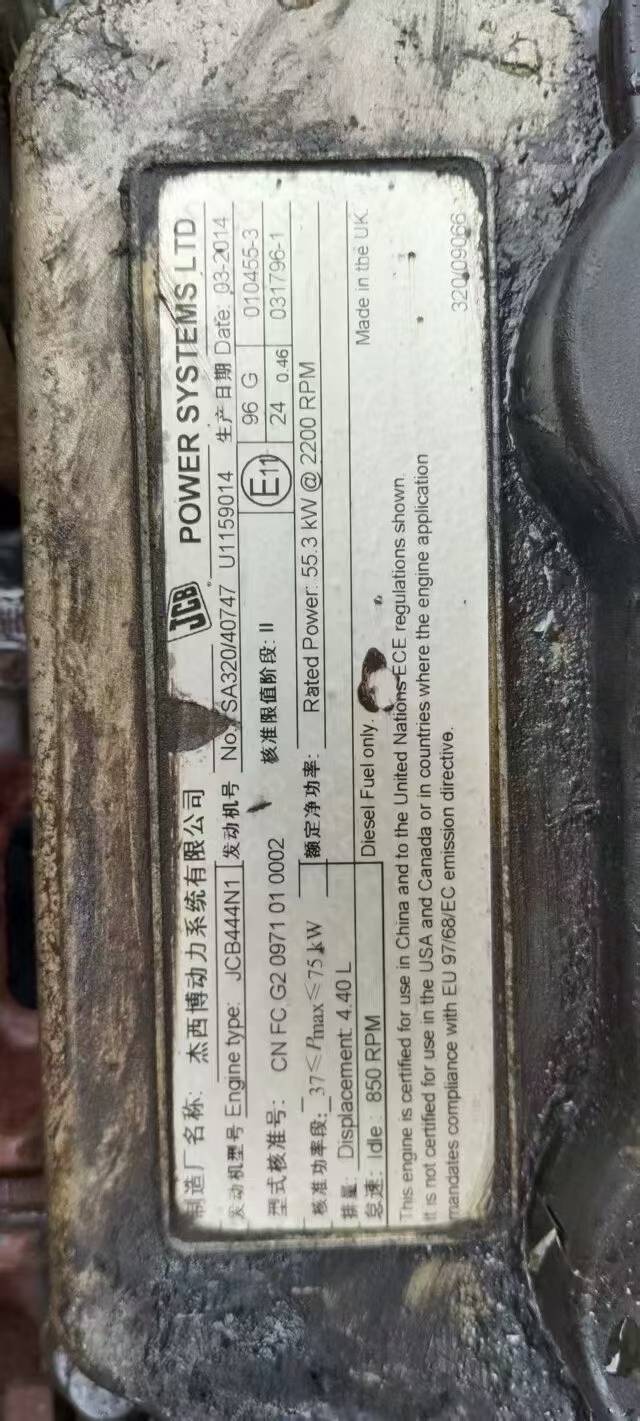 制造厂名称: 杰西博动力系统有限公司 JCB POWER SYSTEMS LTD
发动机型号 Engine type: JCB444N1 发动机号 No. SA320/40747 U1159014 生产日期 Date: 03-2014
型式核准号: CN FC G2 0971 01 0002 核准限值阶段: II E11 96 G 010455-3
24 0.46 031796-1
核准功率段: 37≤Pmax≤75 kW 额定净功率: Rated Power: 55.3 kW @ 2200 RPM
排量: Displacement: 4.40 L
怠速: Idle: 850 RPM Diesel Fuel only. Made in the UK
This engine is certified for use in China and to the United Nations ECE regulations shown.
It is not certified for use in the USA and Canada or in countries where the engine application
mandates compliance with EU 97/68/EC emission directive. 320/09066